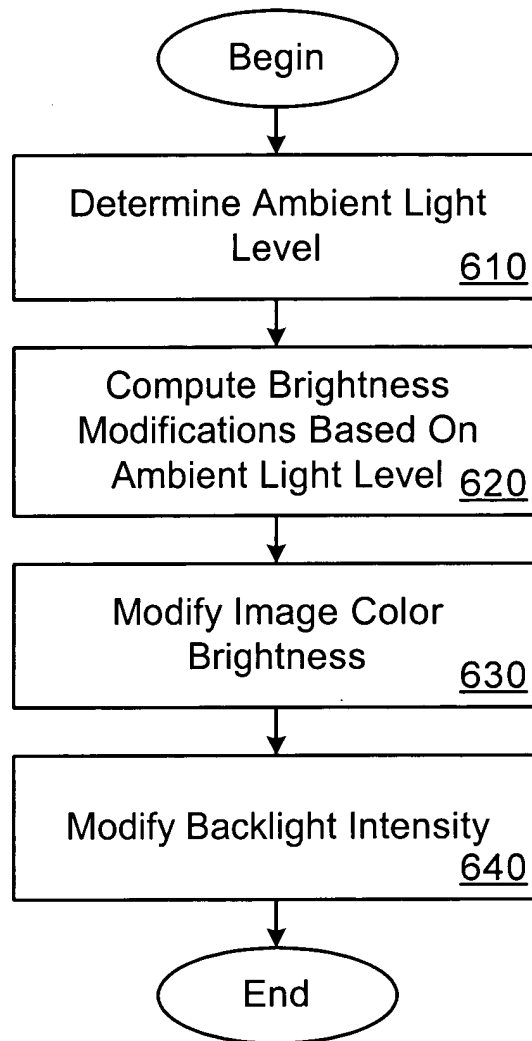 Begin
Determine Ambient Light
Level
610
Compute Brightness
Modifications Based On
Ambient Light Level 620
Modify Image Color
Brightness
630
Modify Backlight Intensity
640
End